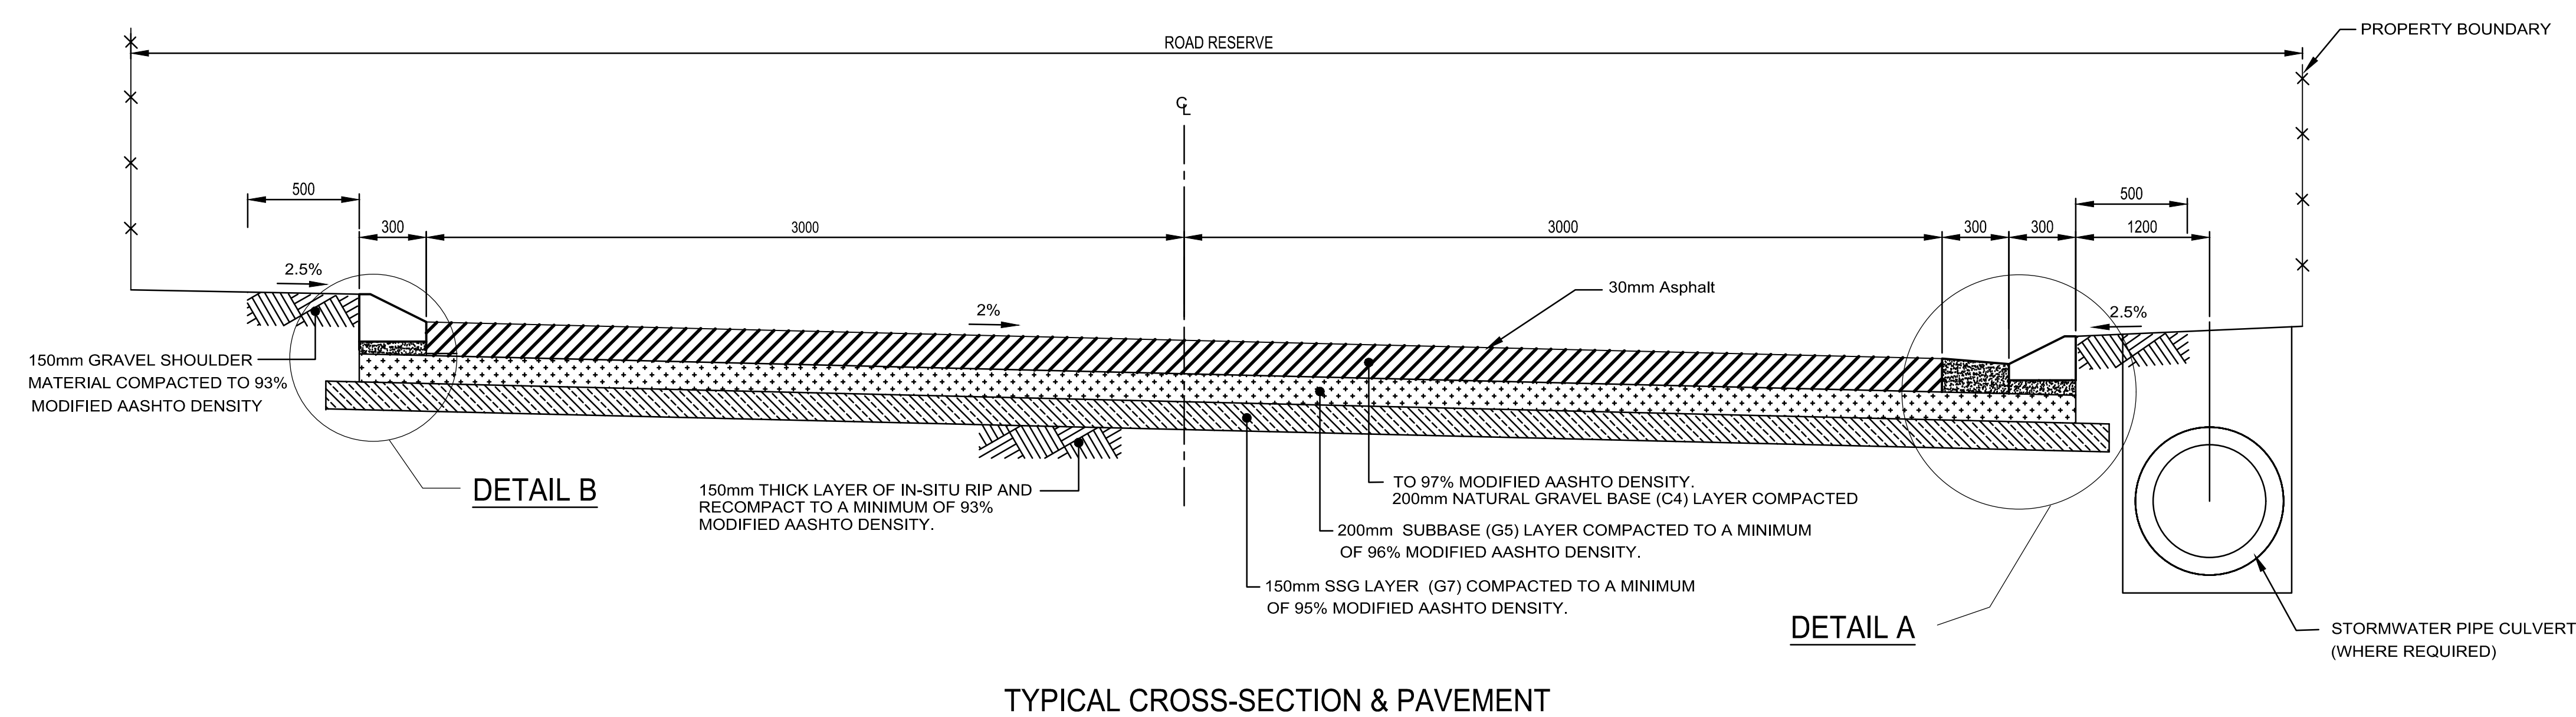 ROAD RESERVE
PROPERTY BOUNDARY
℄
500
500
300
3000
3000
300
300
1200
2.5%
2%
30mm Asphalt
2.5%
150mm GRAVEL SHOULDER
MATERIAL COMPACTED TO 93%
MODIFIED AASHTO DENSITY
DETAIL B
150mm THICK LAYER OF IN-SITU RIP AND
RECOMPACT TO A MINIMUM OF 93%
MODIFIED AASHTO DENSITY.
TO 97% MODIFIED AASHTO DENSITY.
200mm NATURAL GRAVEL BASE (C4) LAYER COMPACTED
200mm SUBBASE (G5) LAYER COMPACTED TO A MINIMUM
OF 96% MODIFIED AASHTO DENSITY.
150mm SSG LAYER (G7) COMPACTED TO A MINIMUM
OF 95% MODIFIED AASHTO DENSITY.
DETAIL A
STORMWATER PIPE CULVERT
(WHERE REQUIRED)
TYPICAL CROSS-SECTION & PAVEMENT